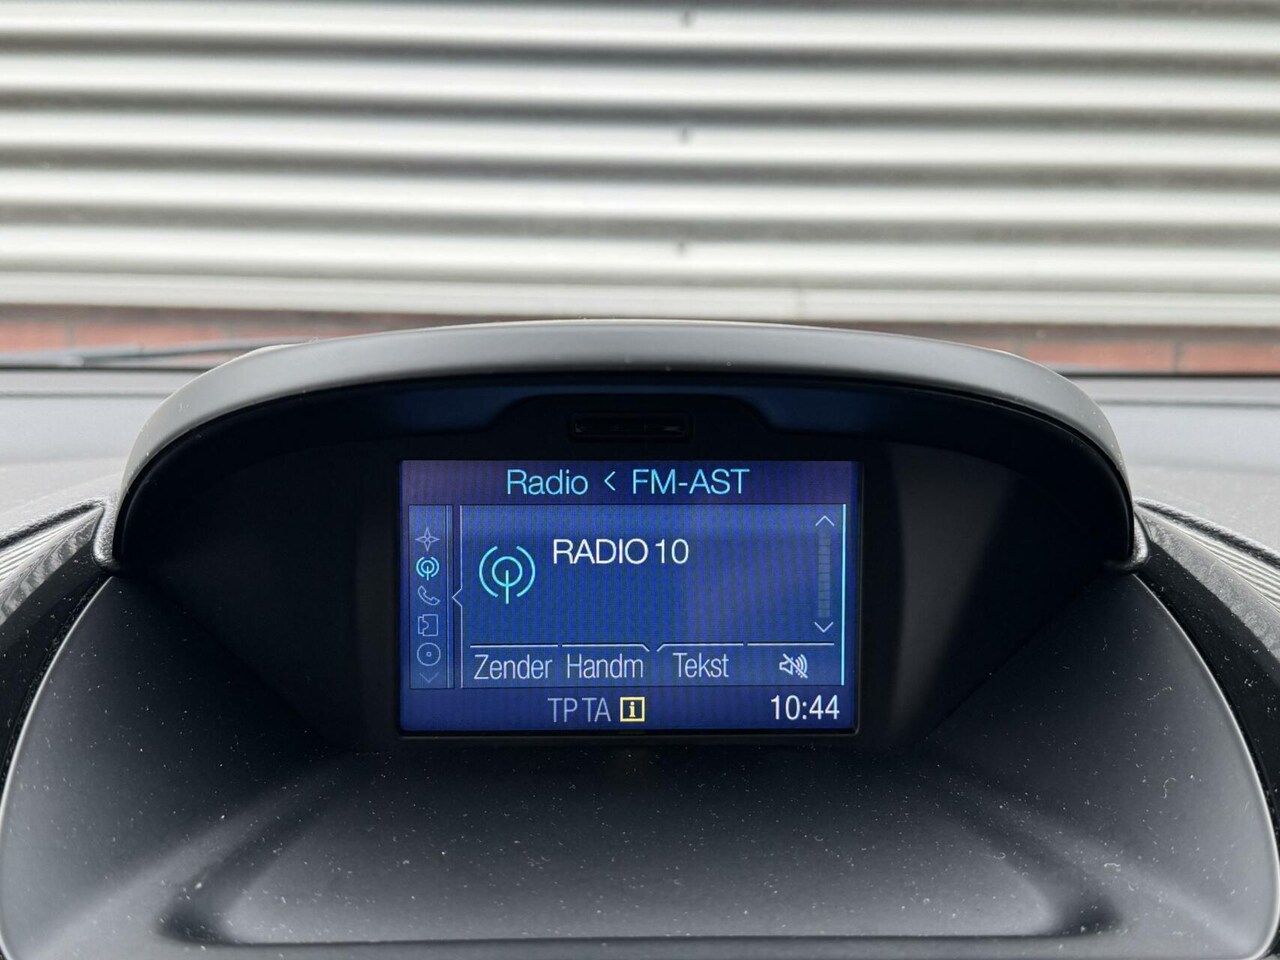 Radio < FM-AST
RADIO 10
Zender Handm Tekst
TP TA i 10:44